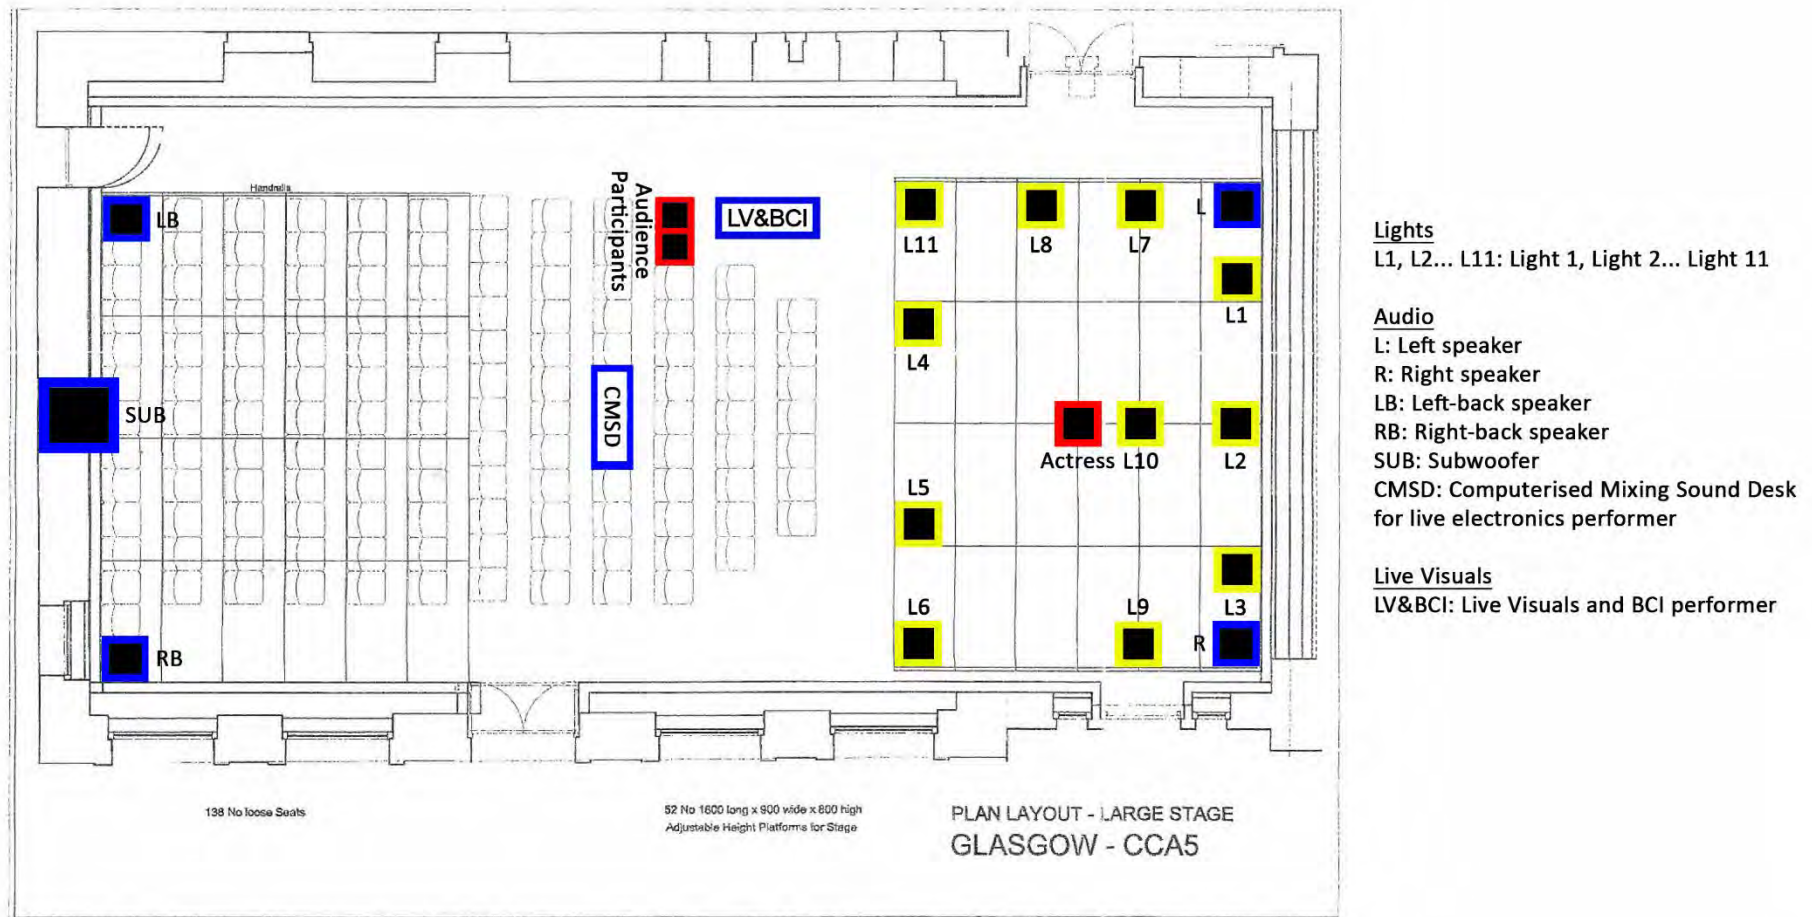 Handrails
LB
Audience
Participants
LV&BCI
L11
L8
L7
L
L1
L4
SUB
CMSD
Actress
L10
L2
L5
L6
L9
L3
R
RB
Lights
L1, L2... L11: Light 1, Light 2... Light 11
Audio
L: Left speaker
R: Right speaker
LB: Left-back speaker
RB: Right-back speaker
SUB: Subwoofer
CMSD: Computerised Mixing Sound Desk
for live electronics performer
Live Visuals
LV&BCI: Live Visuals and BCI performer
138 No loose Seats
52 No 1800 long x 900 wide x 800 high
Adjustable Height Platforms for Stage
PLAN LAYOUT - LARGE STAGE
GLASGOW - CCA5